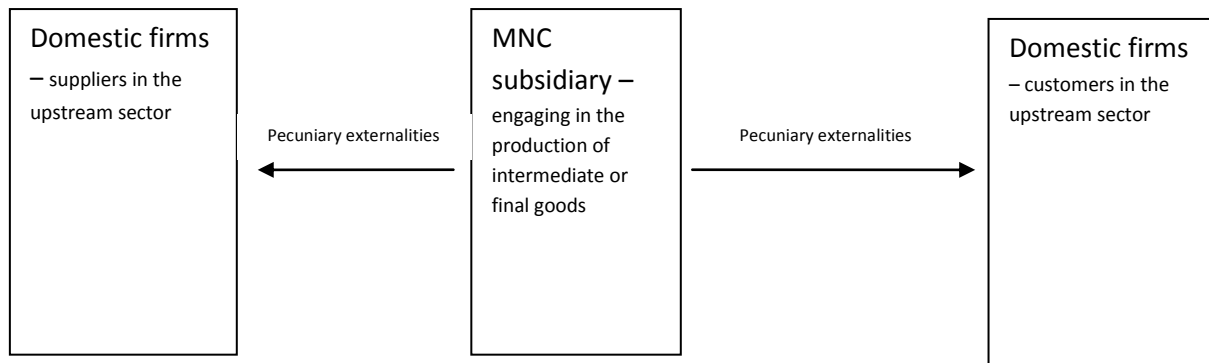 Domestic firms
– suppliers in the
upstream sector
Pecuniary externalities
MNC
subsidiary –
engaging in the
production of
intermediate or
final goods
Pecuniary externalities
Domestic firms
– customers in the
upstream sector